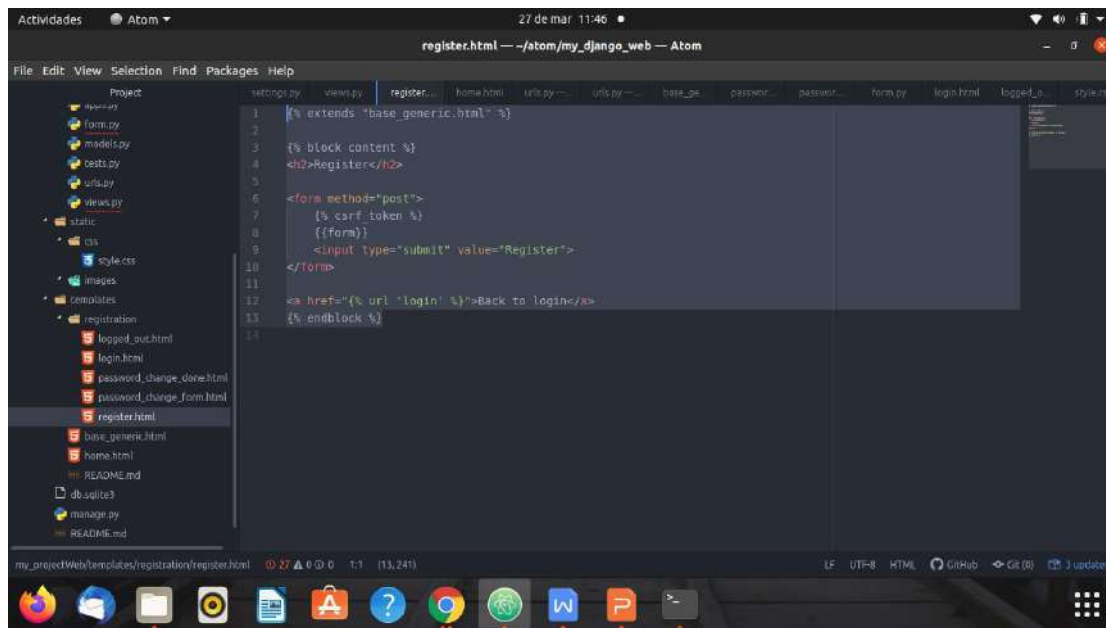 Actividades Atom 27 de mar 11:46
register.html — ~/atom/my_django_web — Atom
File Edit View Selection Find Packages Help
Project
settings.py views.py register.... home.html urls.py —... urls.py —... base_ge... passwor... passwor... form.py login.html logged_o...
form.py
models.py
tests.py
urls.py
views.py
static
css
style.css
images
templates
registration
logged_out.html
login.html
password_change_done.html
password_change_form.html
register.html
base_generic.html
home.html
README.md
db.sqlite3
manage.py
README.md
1 {% extends "base_generic.html" %}
2
3 {% block content %}
4 <h2>Register</h2>
5
6 <form method="post">
7 {% csrf_token %}
8 {{form}}
9 <input type="submit" value="Register">
10 </form>
11
12 <a href="{% url 'login' %}">Back to login</a>
13 {% endblock %}
14
my_projectWeb/templates/registration/register.html 27 0 0 1:1 (13, 241) LF UTF-8 HTML GitHub Git (0)